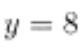 y = 8